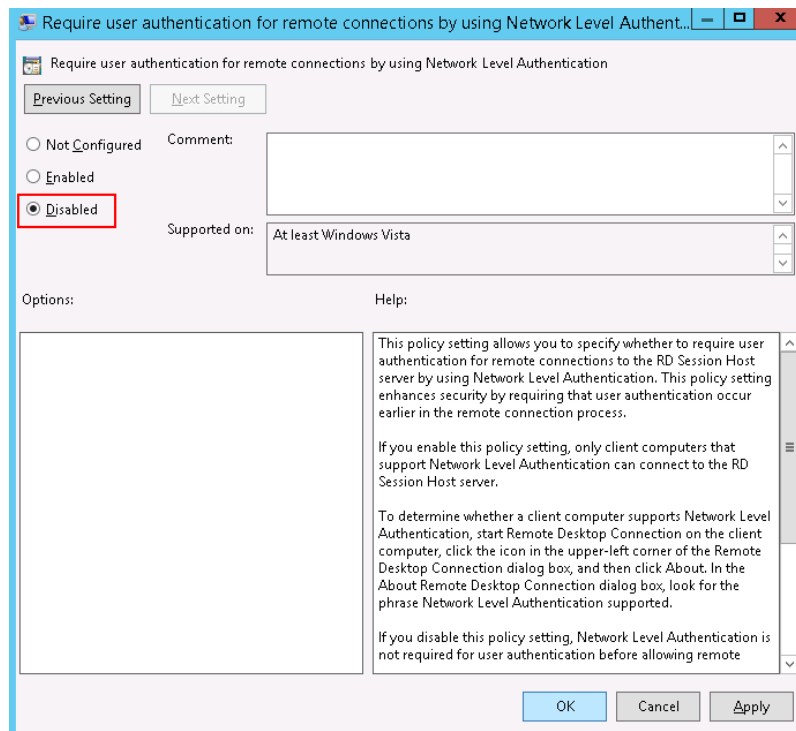 Require user authentication for remote connections by using Network Level Authent...
Require user authentication for remote connections by using Network Level Authentication
Previous Setting
Next Setting
Not Configured
Comment:
Enabled
Disabled
Supported on:
At least Windows Vista
Options:
Help:
This policy setting allows you to specify whether to require user
authentication for remote connections to the RD Session Host
server by using Network Level Authentication. This policy setting
enhances security by requiring that user authentication occur
earlier in the remote connection process.
If you enable this policy setting, only client computers that
support Network Level Authentication can connect to the RD
Session Host server.
To determine whether a client computer supports Network Level
Authentication, start Remote Desktop Connection on the client
computer, click the icon in the upper-left corner of the Remote
Desktop Connection dialog box, and then click About. In the
About Remote Desktop Connection dialog box, look for the
phrase Network Level Authentication supported.
If you disable this policy setting, Network Level Authentication is
not required for user authentication before allowing remote
OK
Cancel
Apply